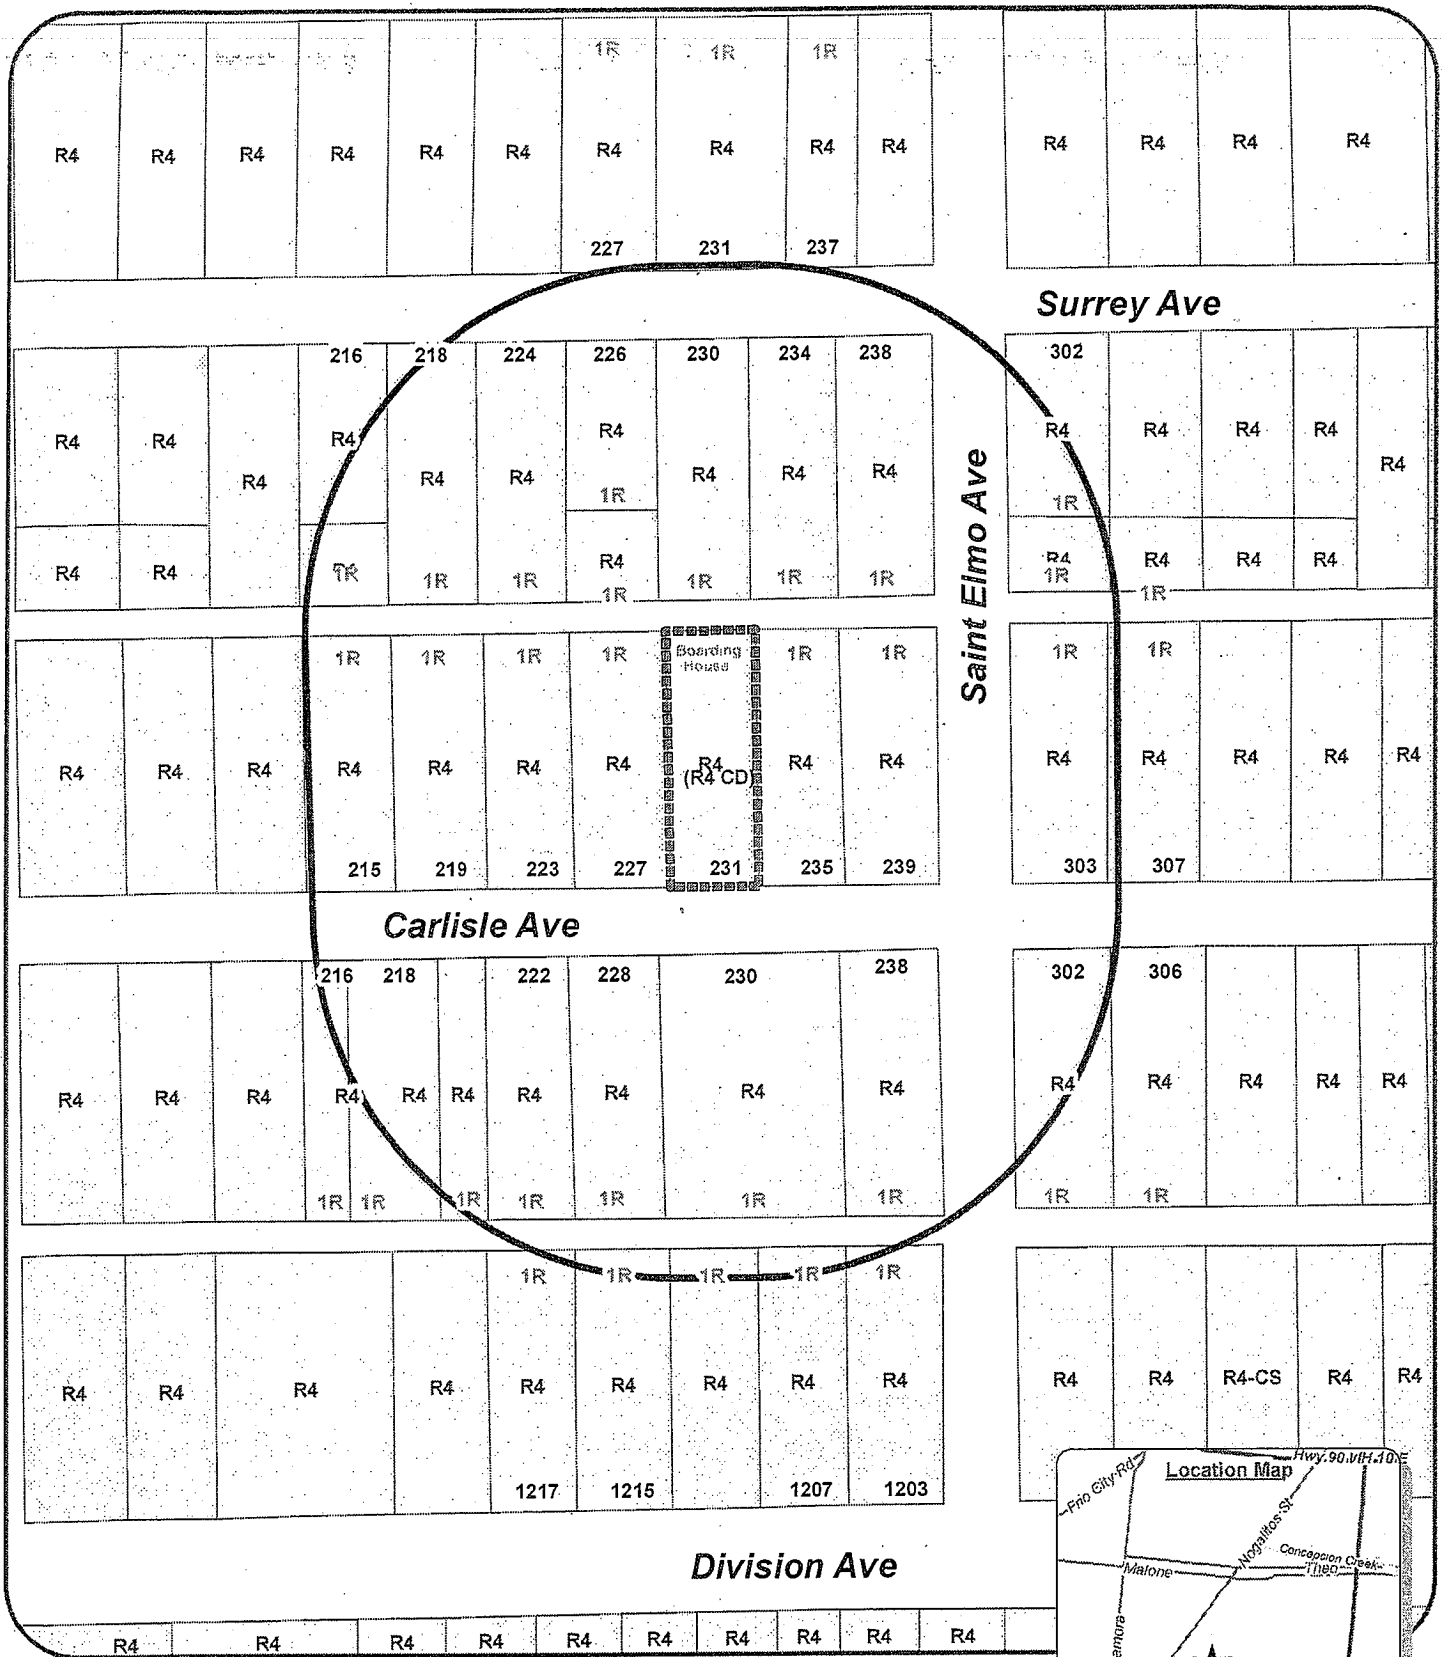 1R 1R 1R
R4 R4 R4 R4 R4 R4 R4 R4 R4 R4 R4 R4 R4 R4
227 231 237
Surrey Ave
216 218 224 226 230 234 238 302
R4 R4 R4 R4 R4 R4 R4
R4 R4 R4 R4 R4 R4 R4 R4
1R 1R
R4 R4 R4 R4 R4 R4 R4
1R 1R 1R 1R 1R 1R 1R 1R 1R
Saint Elmo Ave
1R 1R 1R 1R Boarding 1R 1R 1R 1R
House
R4 R4 R4 R4 R4 R4 R4 R4 R4 R4 R4 R4 R4 R4 R4
(R4 CD)
215 219 223 227 231 235 239 303 307
Carlisle Ave
216 218 222 228 230 238 302 306
R4 R4 R4 R4 R4 R4 R4 R4 R4 R4 R4 R4 R4 R4 R4
1R 1R 1R 1R 1R 1R 1R 1R 1R
1R 1R 1R 1R 1R
R4 R4 R4 R4 R4 R4 R4 R4 R4 R4 R4 R4-CS R4 R4
1217 1215 1207 1203
Division Ave
R4 R4 R4 R4 R4 R4 R4 R4 R4 R4
Location Map
Hwy 90
Frio City Rd
Nogalitos St
Concepcion Creek
Malone
Theo